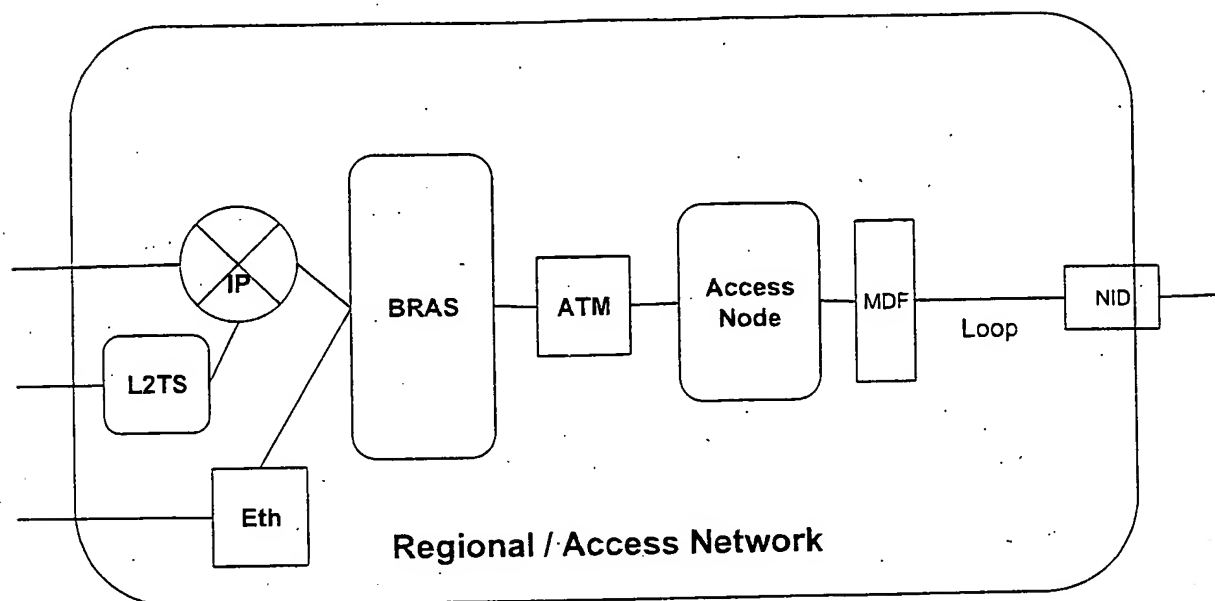 IP
BRAS
ATM
Access
Node
MDF
Loop
NID
L2TS
Eth
Regional / Access Network